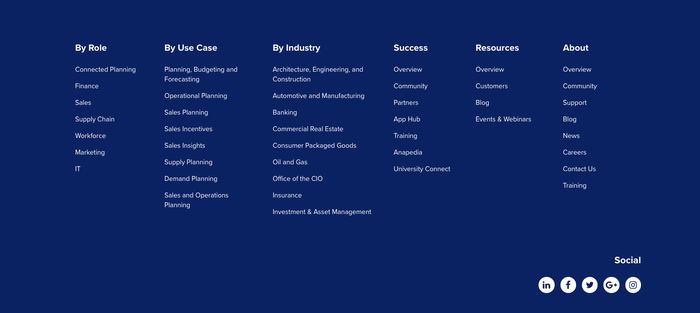 By Role
Connected Planning
Finance
Sales
Supply Chain
Workforce
Marketing
IT
By Use Case
Planning, Budgeting and
Forecasting
Operational Planning
Sales Planning
Sales Incentives
Sales Insights
Supply Planning
Demand Planning
Sales and Operations
Planning
By Industry
Architecture, Engineering, and
Construction
Automotive and Manufacturing
Banking
Commercial Real Estate
Consumer Packaged Goods
Oil and Gas
Office of the CIO
Insurance
Investment & Asset Management
Success
Overview
Community
Partners
App Hub
Training
Anapedia
University Connect
Resources
Overview
Customers
Blog
Events & Webinars
About
Overview
Community
Support
Blog
News
Careers
Contact Us
Training
Social
in
f
G+